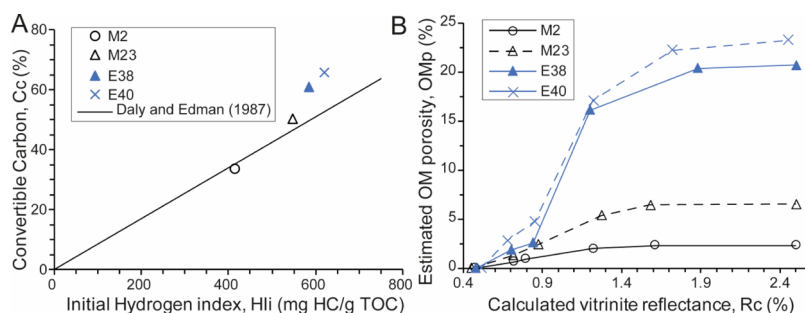 A
Convertible Carbon, Cc (%)
80
60
40
20
0
M2
M23
E38
E40
Daly and Edman (1987)
0 200 400 600 800
Initial Hydrogen index, HIi (mg HC/g TOC)
B
Estimated OM porosity, OMp (%)
25
20
15
10
5
0
M2
M23
E38
E40
0.4 0.9 1.4 1.9 2.4
Calculated vitrinite reflectance, Rc (%)